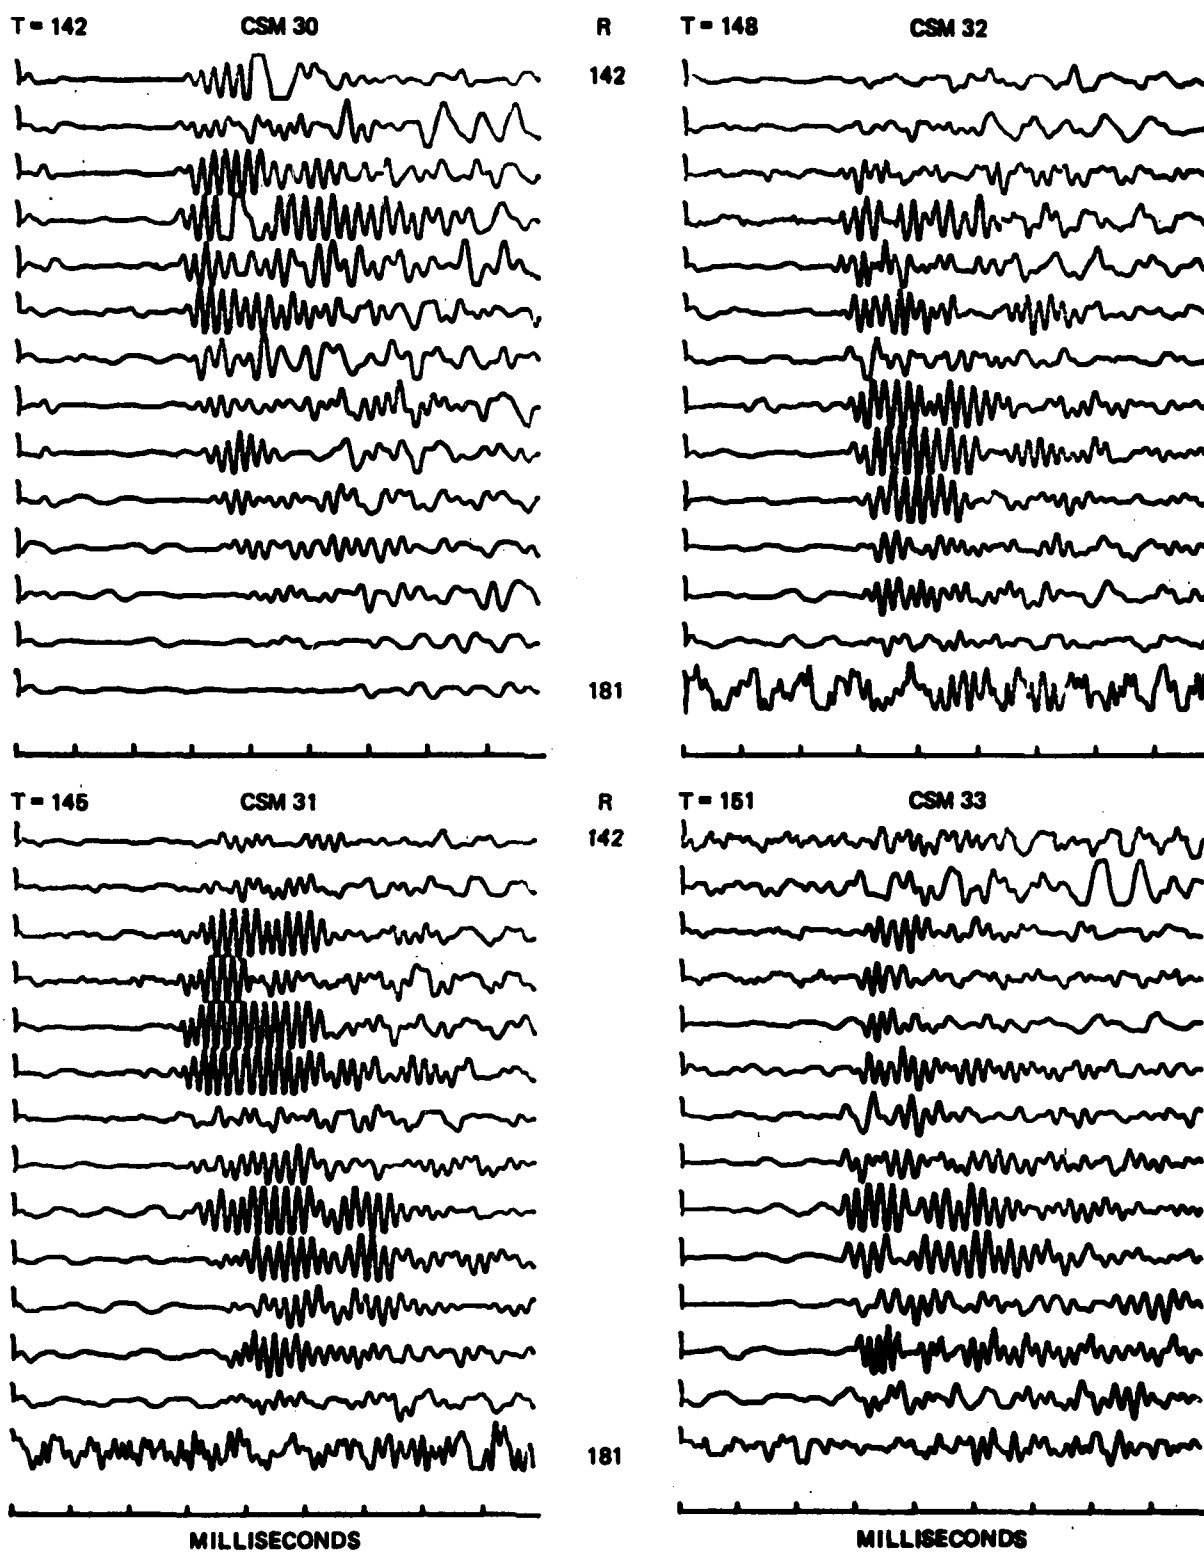 T = 142 CSM 30 R T = 148 CSM 32
142
181
T = 145 CSM 31 R T = 151 CSM 33
142
181
MILLISECONDS MILLISECONDS